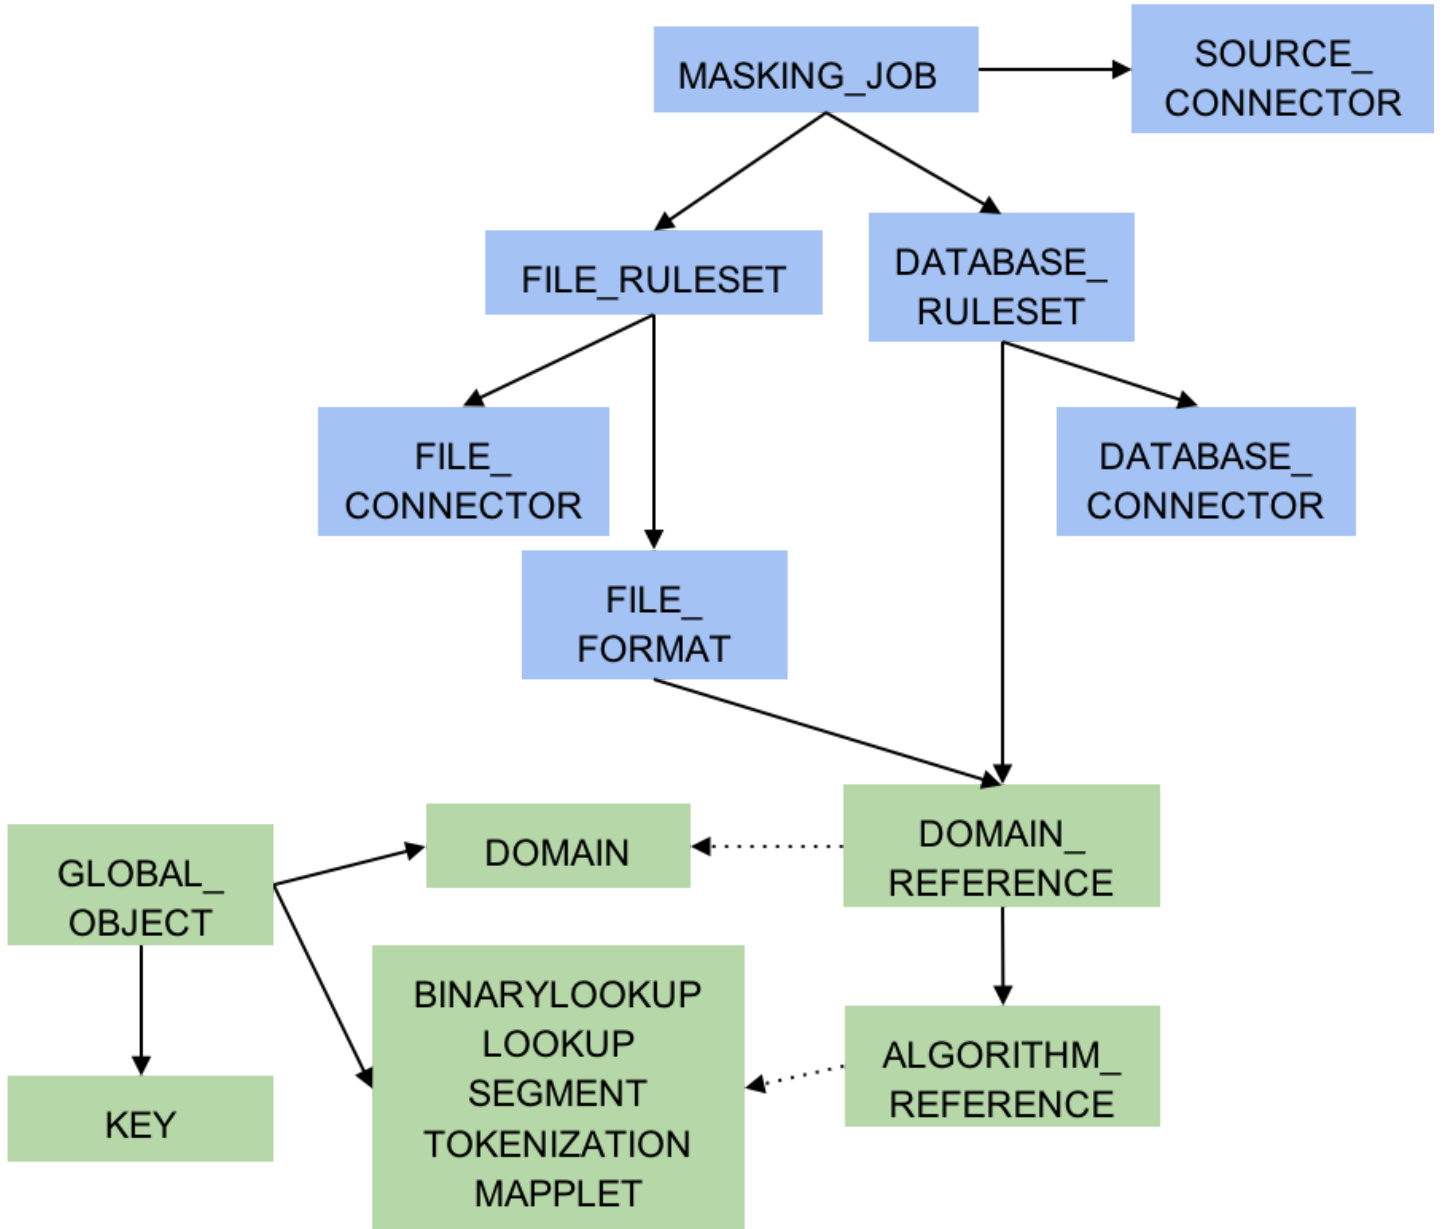 MASKING_JOB
SOURCE_
CONNECTOR
FILE_RULESET
DATABASE_
RULESET
FILE_
CONNECTOR
DATABASE_
CONNECTOR
FILE_
FORMAT
GLOBAL_
OBJECT
DOMAIN
DOMAIN_
REFERENCE
KEY
BINARYLOOKUP
LOOKUP
SEGMENT
TOKENIZATION
MAPPLET
ALGORITHM_
REFERENCE